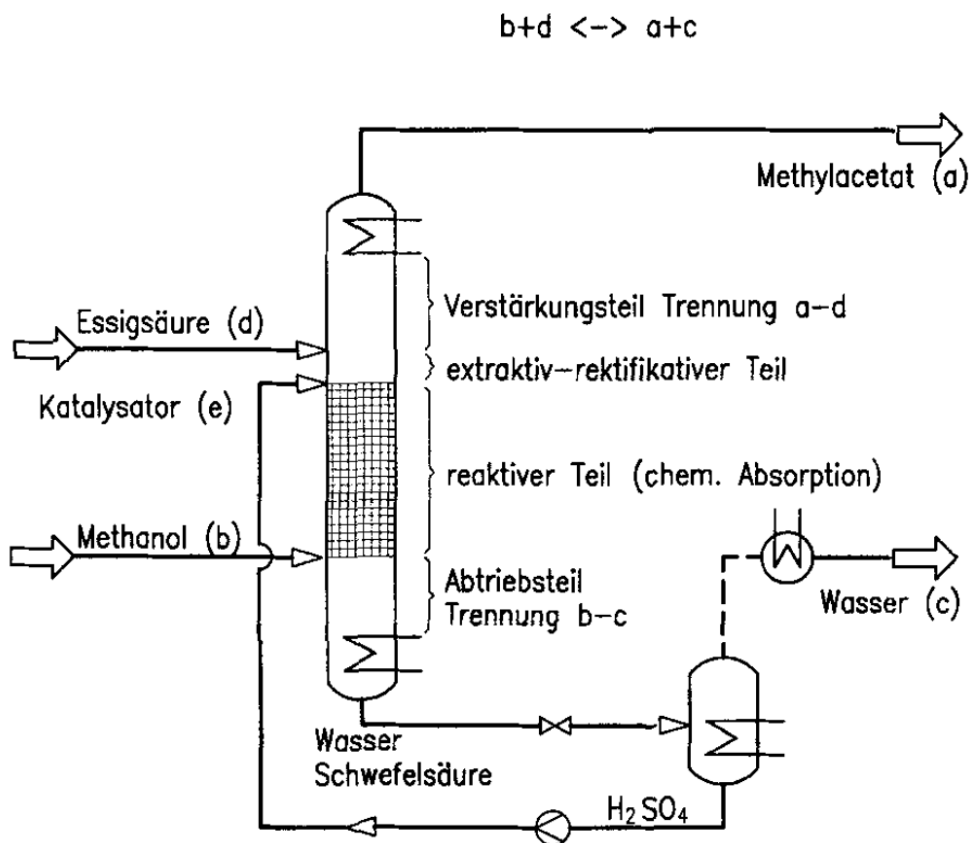 b+d <-> a+c
Methylacetat (a)
Verstärkungsteil Trennung a-d
Essigsäure (d)
extraktiv-rektifikativer Teil
Katalysator (e)
reaktiver Teil (chem. Absorption)
Methanol (b)
Abtriebsteil
Trennung b-c
Wasser (c)
Wasser
Schwefelsäure
H₂SO₄